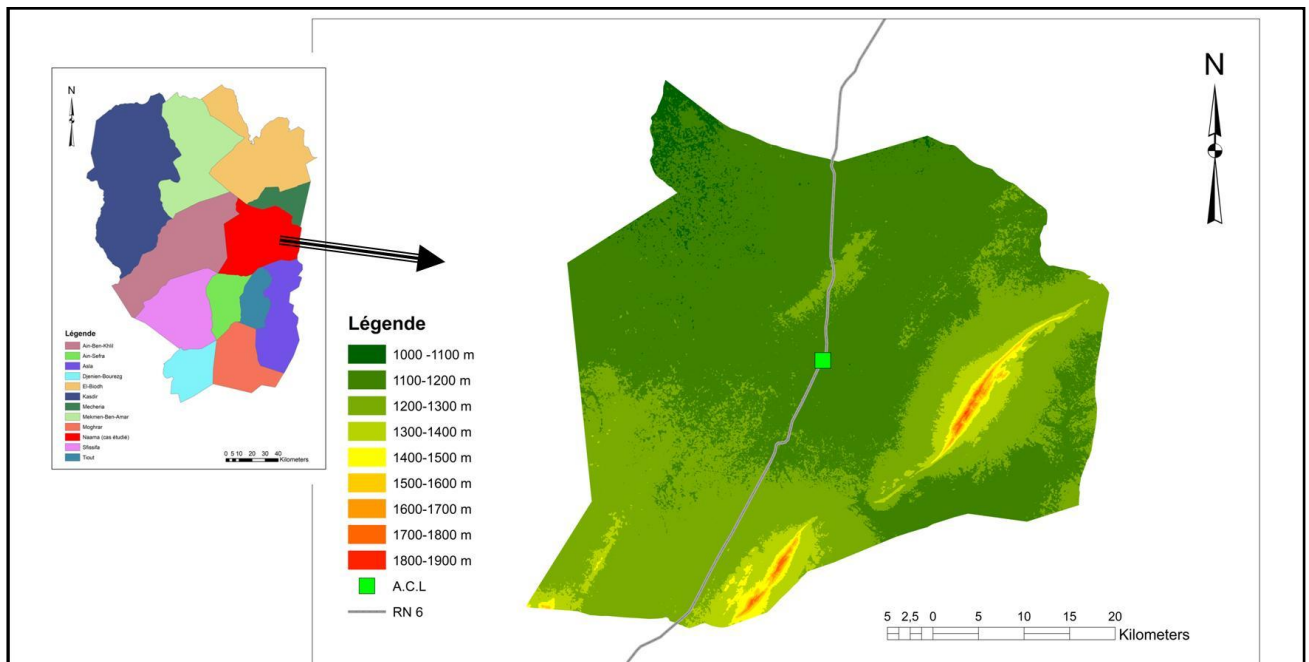 N
Légende
Ain-Ben-Khlil
Ain-Sefra
Asla
Djenien-Bourezg
El-Biodh
Kasdir
Mecheria
Mekmen-Ben-Amar
Moghrar
Naama (cas étudié)
Sfissifa
Tiout
0 5 10 20 30 40
Kilometers
N
Légende
1000 -1100 m
1100-1200 m
1200-1300 m
1300-1400 m
1400-1500 m
1500-1600 m
1600-1700 m
1700-1800 m
1800-1900 m
A.C.L
RN 6
5 2,5 0 5 10 15 20
Kilometers